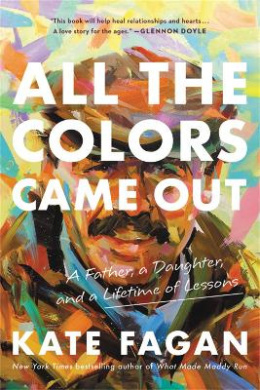 "This book will help heal relationships and hearts...
A love story for the ages." —GLENNON DOYLE
ALL THE
COLORS
CAME OUT
A Father, a Daughter,
and a Lifetime of Lessons
KATE FAGAN
New York Times bestselling author of What Made Maddy Run